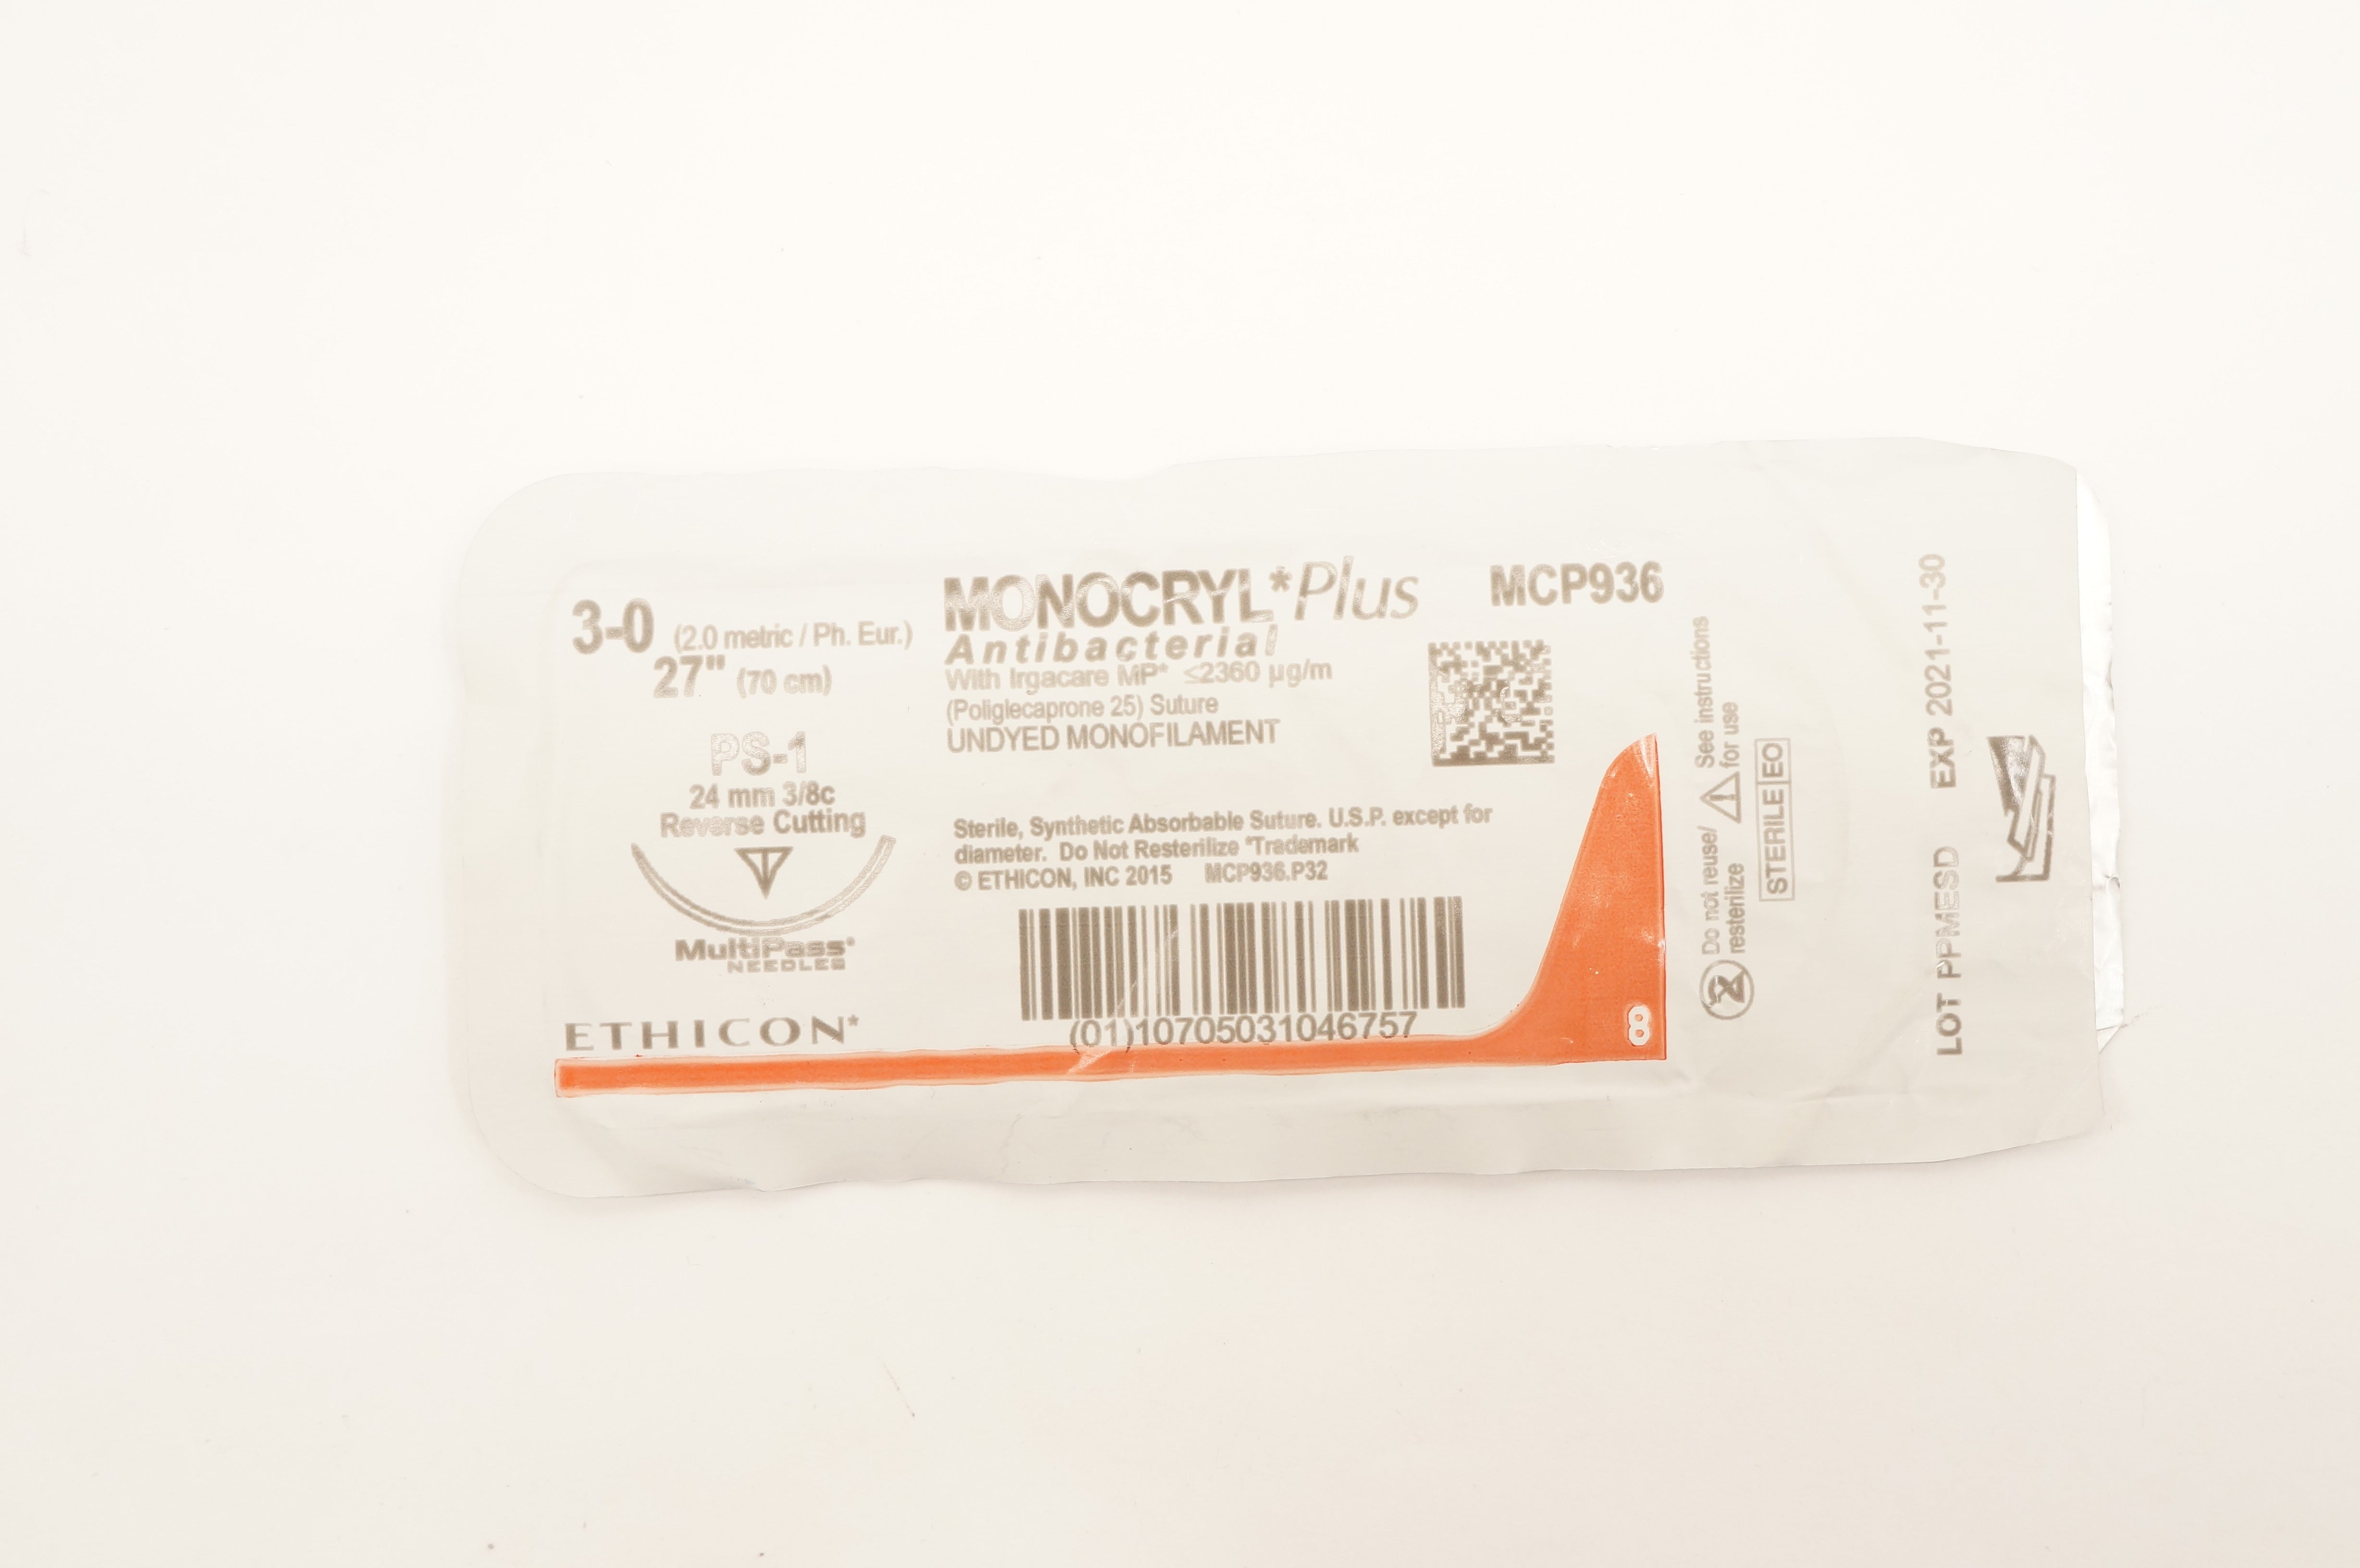 3-0 (2.0 metric / Ph. Eur.)
27" (70 cm)
PS-1
24 mm 3/8c
Reverse Cutting
MultiPass*
NEEDLES
ETHICON*
MONOCRYL*Plus
Antibacterial
With Irgacare MP* ≤2360 µg/m
(Poliglecaprone 25) Suture
UNDYED MONOFILAMENT
MCP936
Sterile, Synthetic Absorbable Suture. U.S.P. except for
diameter. Do Not Resterilize *Trademark
© ETHICON, INC 2015 MCP936.P32
(01)10705031046757
8
2
Do not reuse/
resterilize
See instructions
for use
STERILE EO
LOT PPMESD EXP 2021-11-30